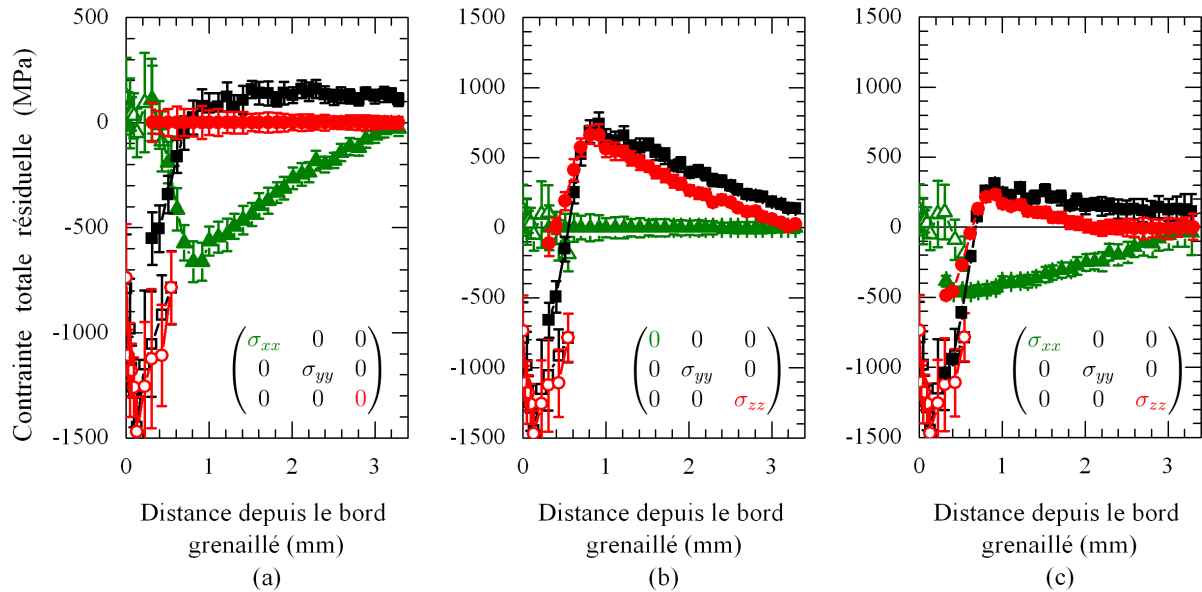 Contrainte totale résiduelle (MPa)
500
0
-500
-1000
-1500
σxx 0 0
0 σyy 0
0 0 0
0 1 2 3
Distance depuis le bord
grenaillé (mm)
(a)
1500
1000
500
0
-500
-1000
-1500
0 0 0
0 σyy 0
0 0 σzz
0 1 2 3
Distance depuis le bord
grenaillé (mm)
(b)
1500
1000
500
0
-500
-1000
-1500
σxx 0 0
0 σyy 0
0 0 σzz
0 1 2 3
Distance depuis le bord
grenaillé (mm)
(c)